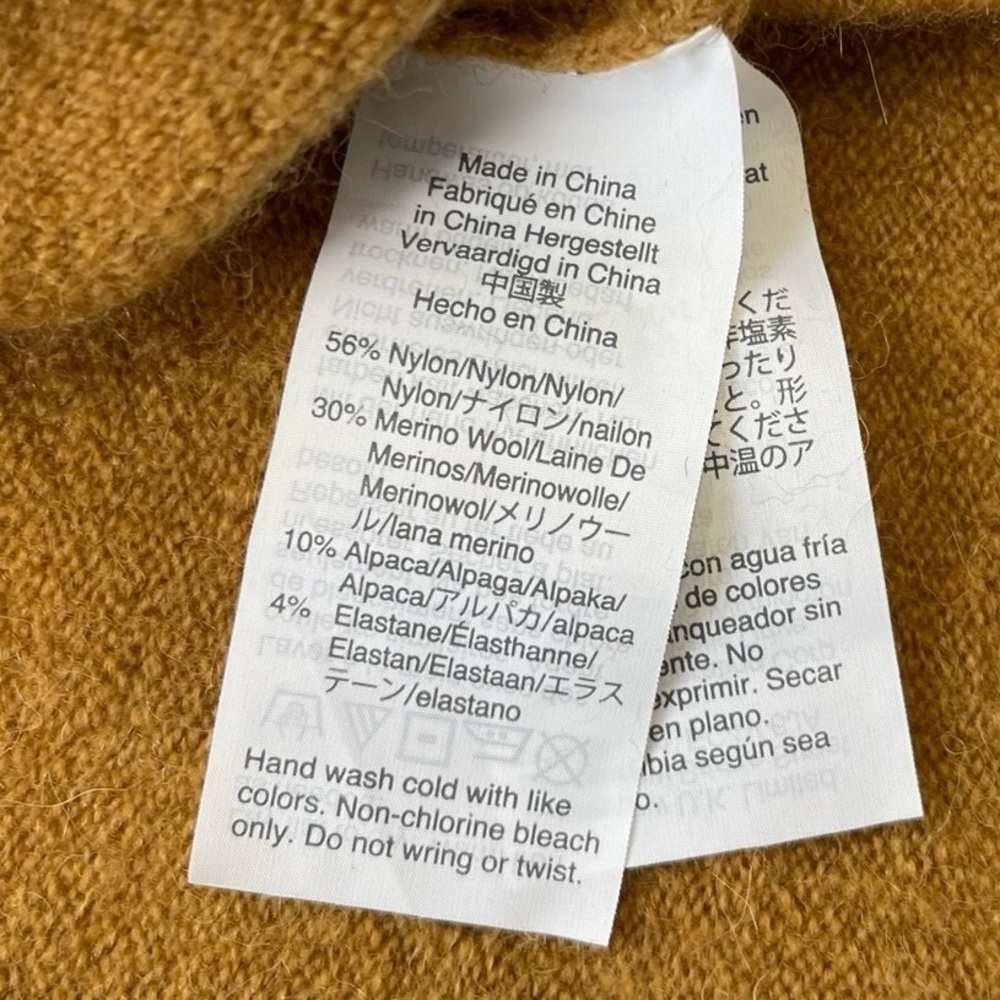 Made in China
Fabriqué en Chine
in China Hergestellt
Vervaardigd in China
中国製
Hecho en China
56% Nylon/Nylon/Nylon/
Nylon/ナイロン/nailon
30% Merino Wool/Laine De
Merinos/Merinowolle/
Merinowol/メリノウー
ル/lana merino
10% Alpaca/Alpaga/Alpaka/
Alpaca/アルパカ/alpaca
4% Elastane/Élasthanne/
Elastan/Elastaan/エラス
テーン/elastano
Hand wash cold with like
colors. Non-chlorine bleach
only. Do not wring or twist.
en
at
くだ
塩素
ったり
と。形
てくださ
中温のア
con agua fría
de colores
nqueador sin
ente. No
exprimir. Secar
en plano.
bia según sea
o.